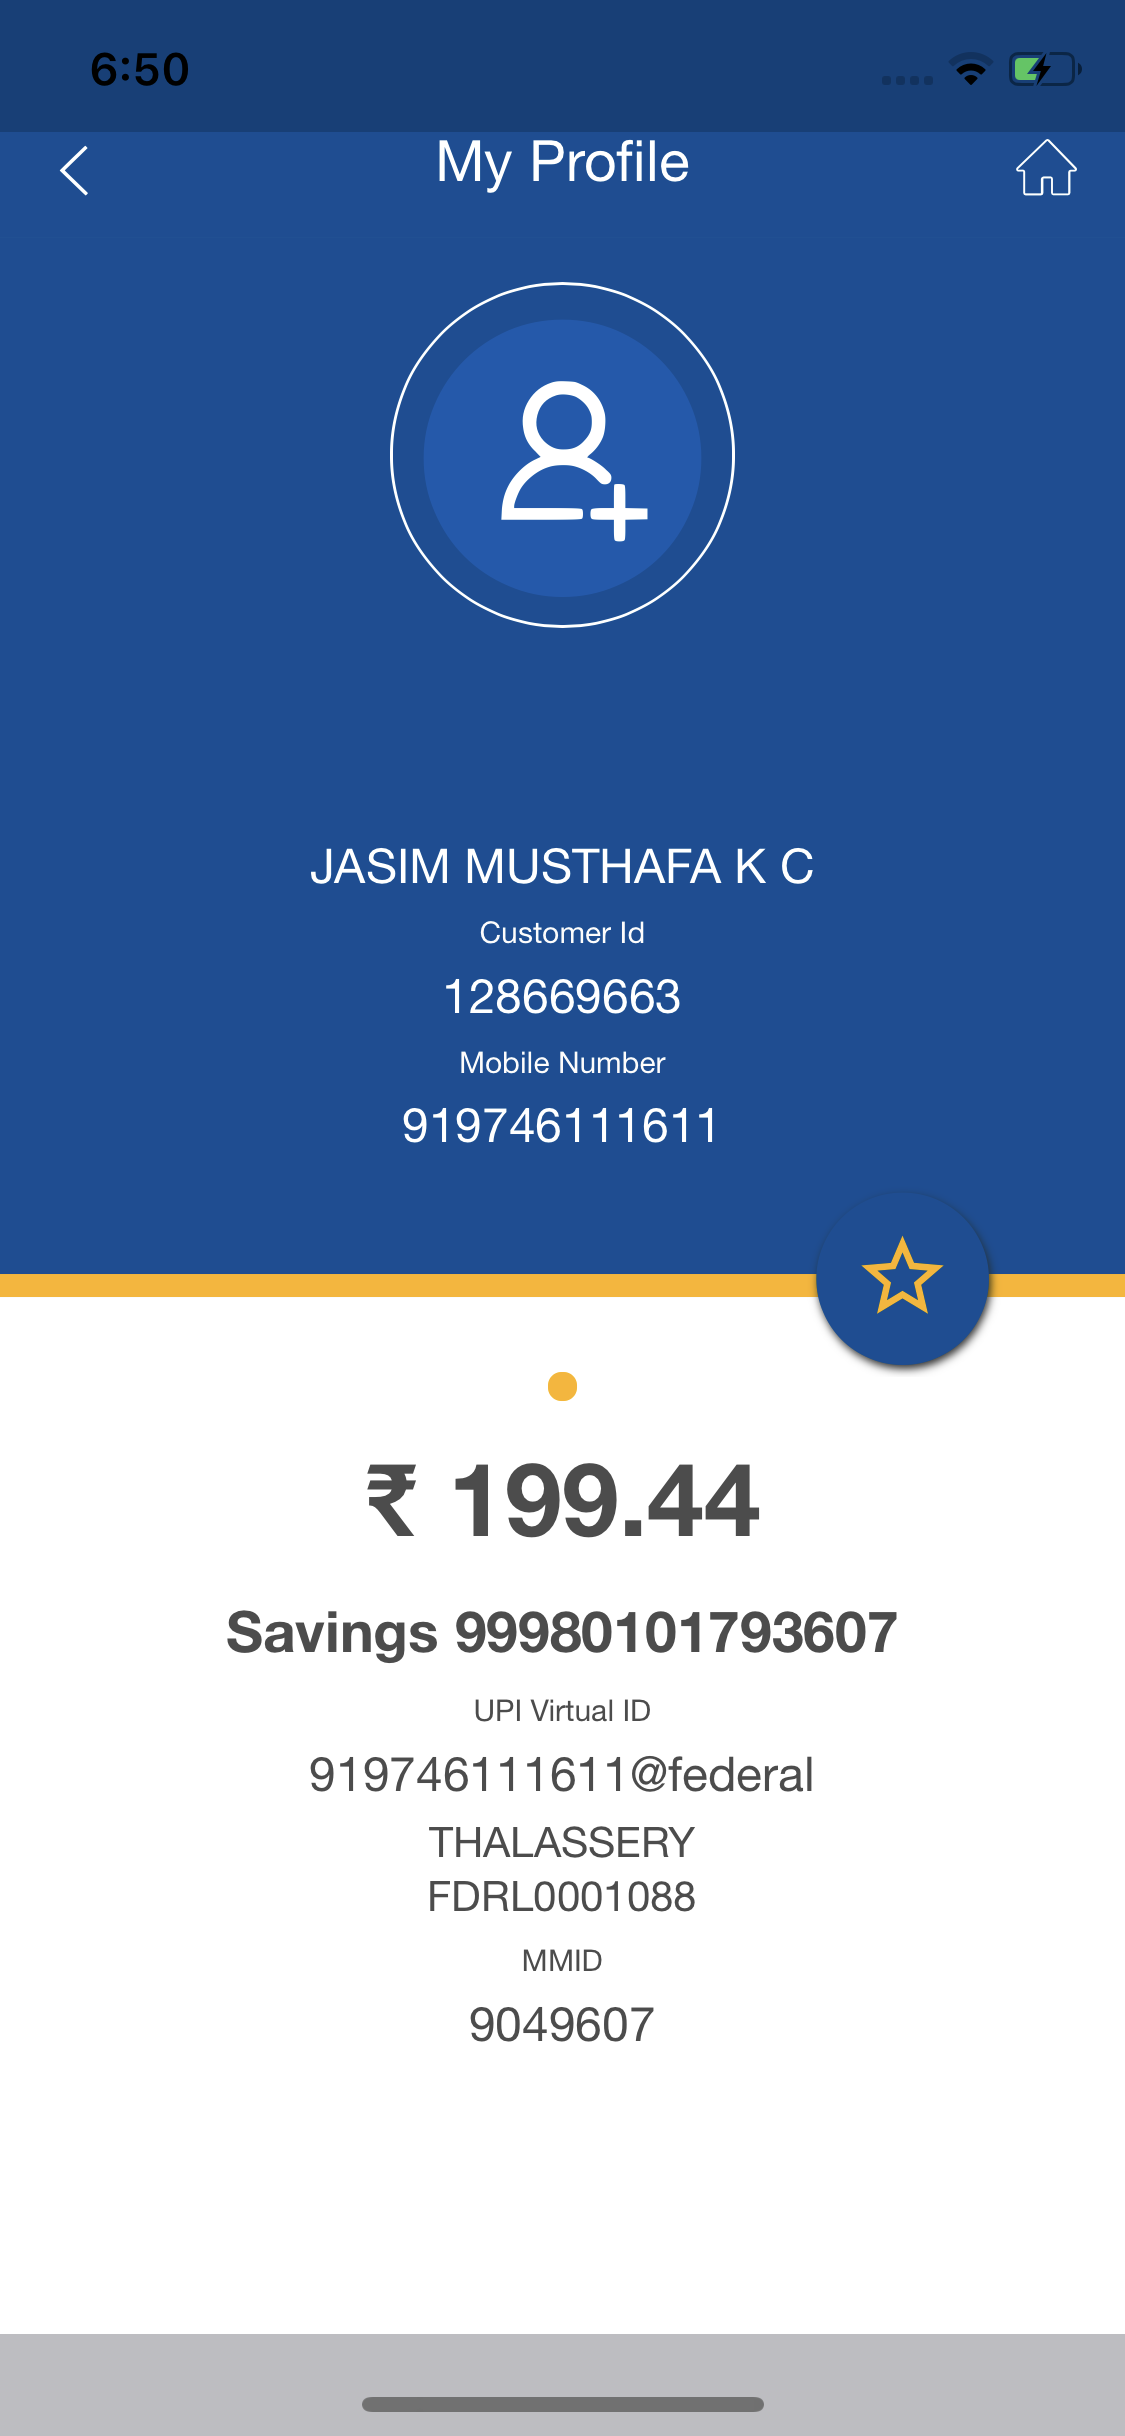 6:50
My Profile
JASIM MUSTHAFA K C
Customer Id
128669663
Mobile Number
919746111611
₹ 199.44
Savings 99980101793607
UPI Virtual ID
919746111611@federal
THALASSERY
FDRL0001088
MMID
9049607